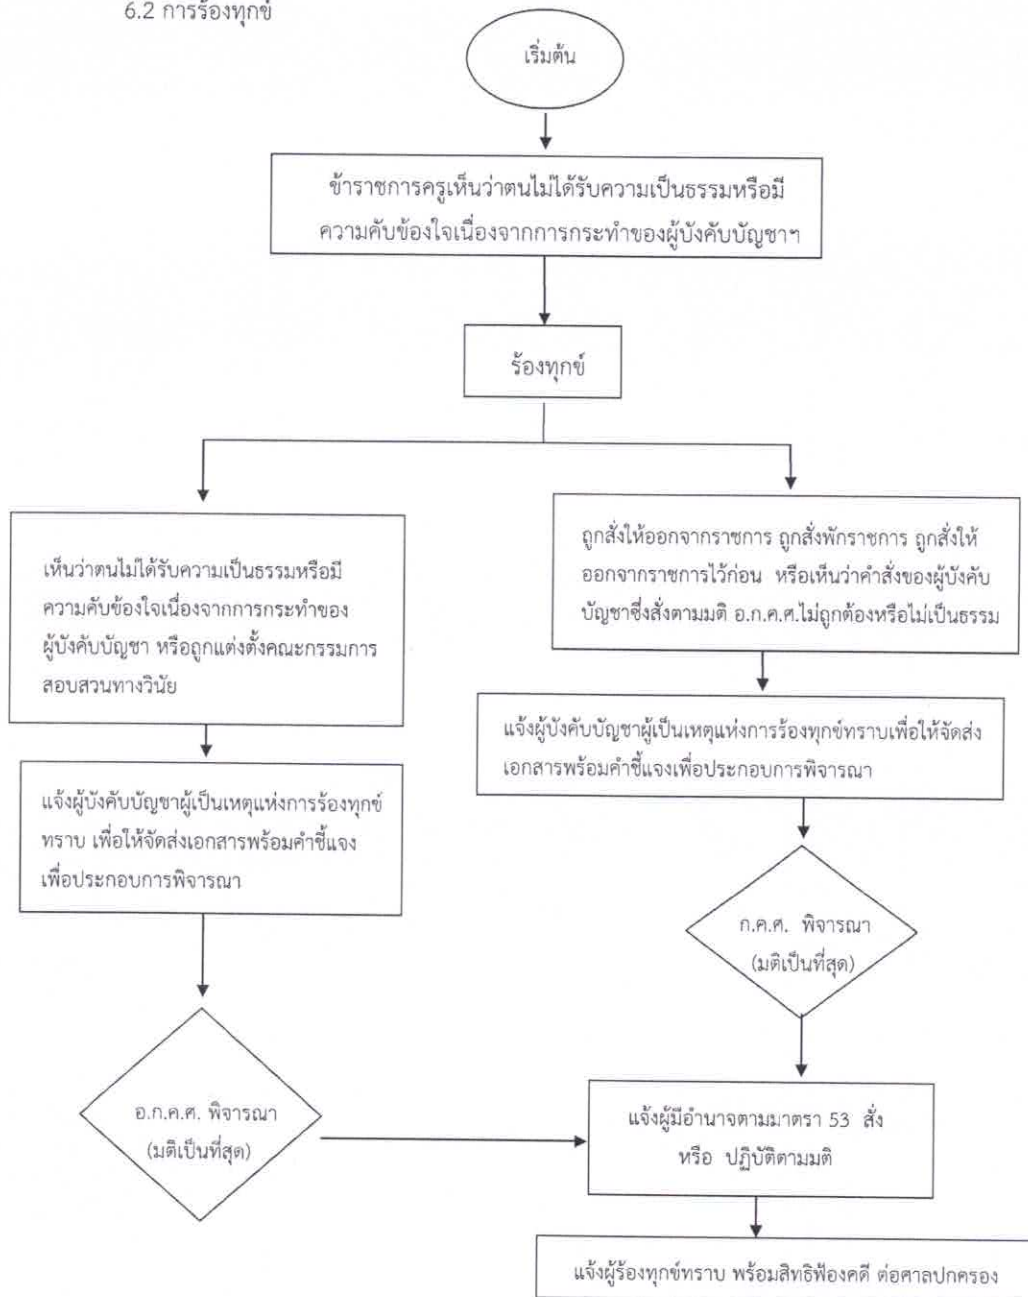 6.2 การร้องทุกข์
เริ่มต้น
ข้าราชการครูเห็นว่าตนไม่ได้รับความเป็นธรรมหรือมี
ความคับข้องใจเนื่องจากการกระทำของผู้บังคับบัญชาฯ
ร้องทุกข์
เห็นว่าตนไม่ได้รับความเป็นธรรมหรือมี
ความคับข้องใจเนื่องจากการกระทำของ
ผู้บังคับบัญชา หรือถูกแต่งตั้งคณะกรรมการ
สอบสวนทางวินัย
ถูกสั่งให้ออกจากราชการ ถูกสั่งพักราชการ ถูกสั่งให้
ออกจากราชการไว้ก่อน หรือเห็นว่าคำสั่งของผู้บังคับ
บัญชาซึ่งสั่งตามมติ อ.ก.ค.ศ.ไม่ถูกต้องหรือไม่เป็นธรรม
แจ้งผู้บังคับบัญชาผู้เป็นเหตุแห่งการร้องทุกข์
ทราบ เพื่อให้จัดส่งเอกสารพร้อมคำชี้แจง
เพื่อประกอบการพิจารณา
แจ้งผู้บังคับบัญชาผู้เป็นเหตุแห่งการร้องทุกข์ทราบเพื่อให้จัดส่ง
เอกสารพร้อมคำชี้แจงเพื่อประกอบการพิจารณา
ก.ค.ศ. พิจารณา
(มติเป็นที่สุด)
อ.ก.ค.ศ. พิจารณา
(มติเป็นที่สุด)
แจ้งผู้มีอำนาจตามมาตรา 53 สั่ง
หรือ ปฏิบัติตามมติ
แจ้งผู้ร้องทุกข์ทราบ พร้อมสิทธิฟ้องคดี ต่อศาลปกครอง